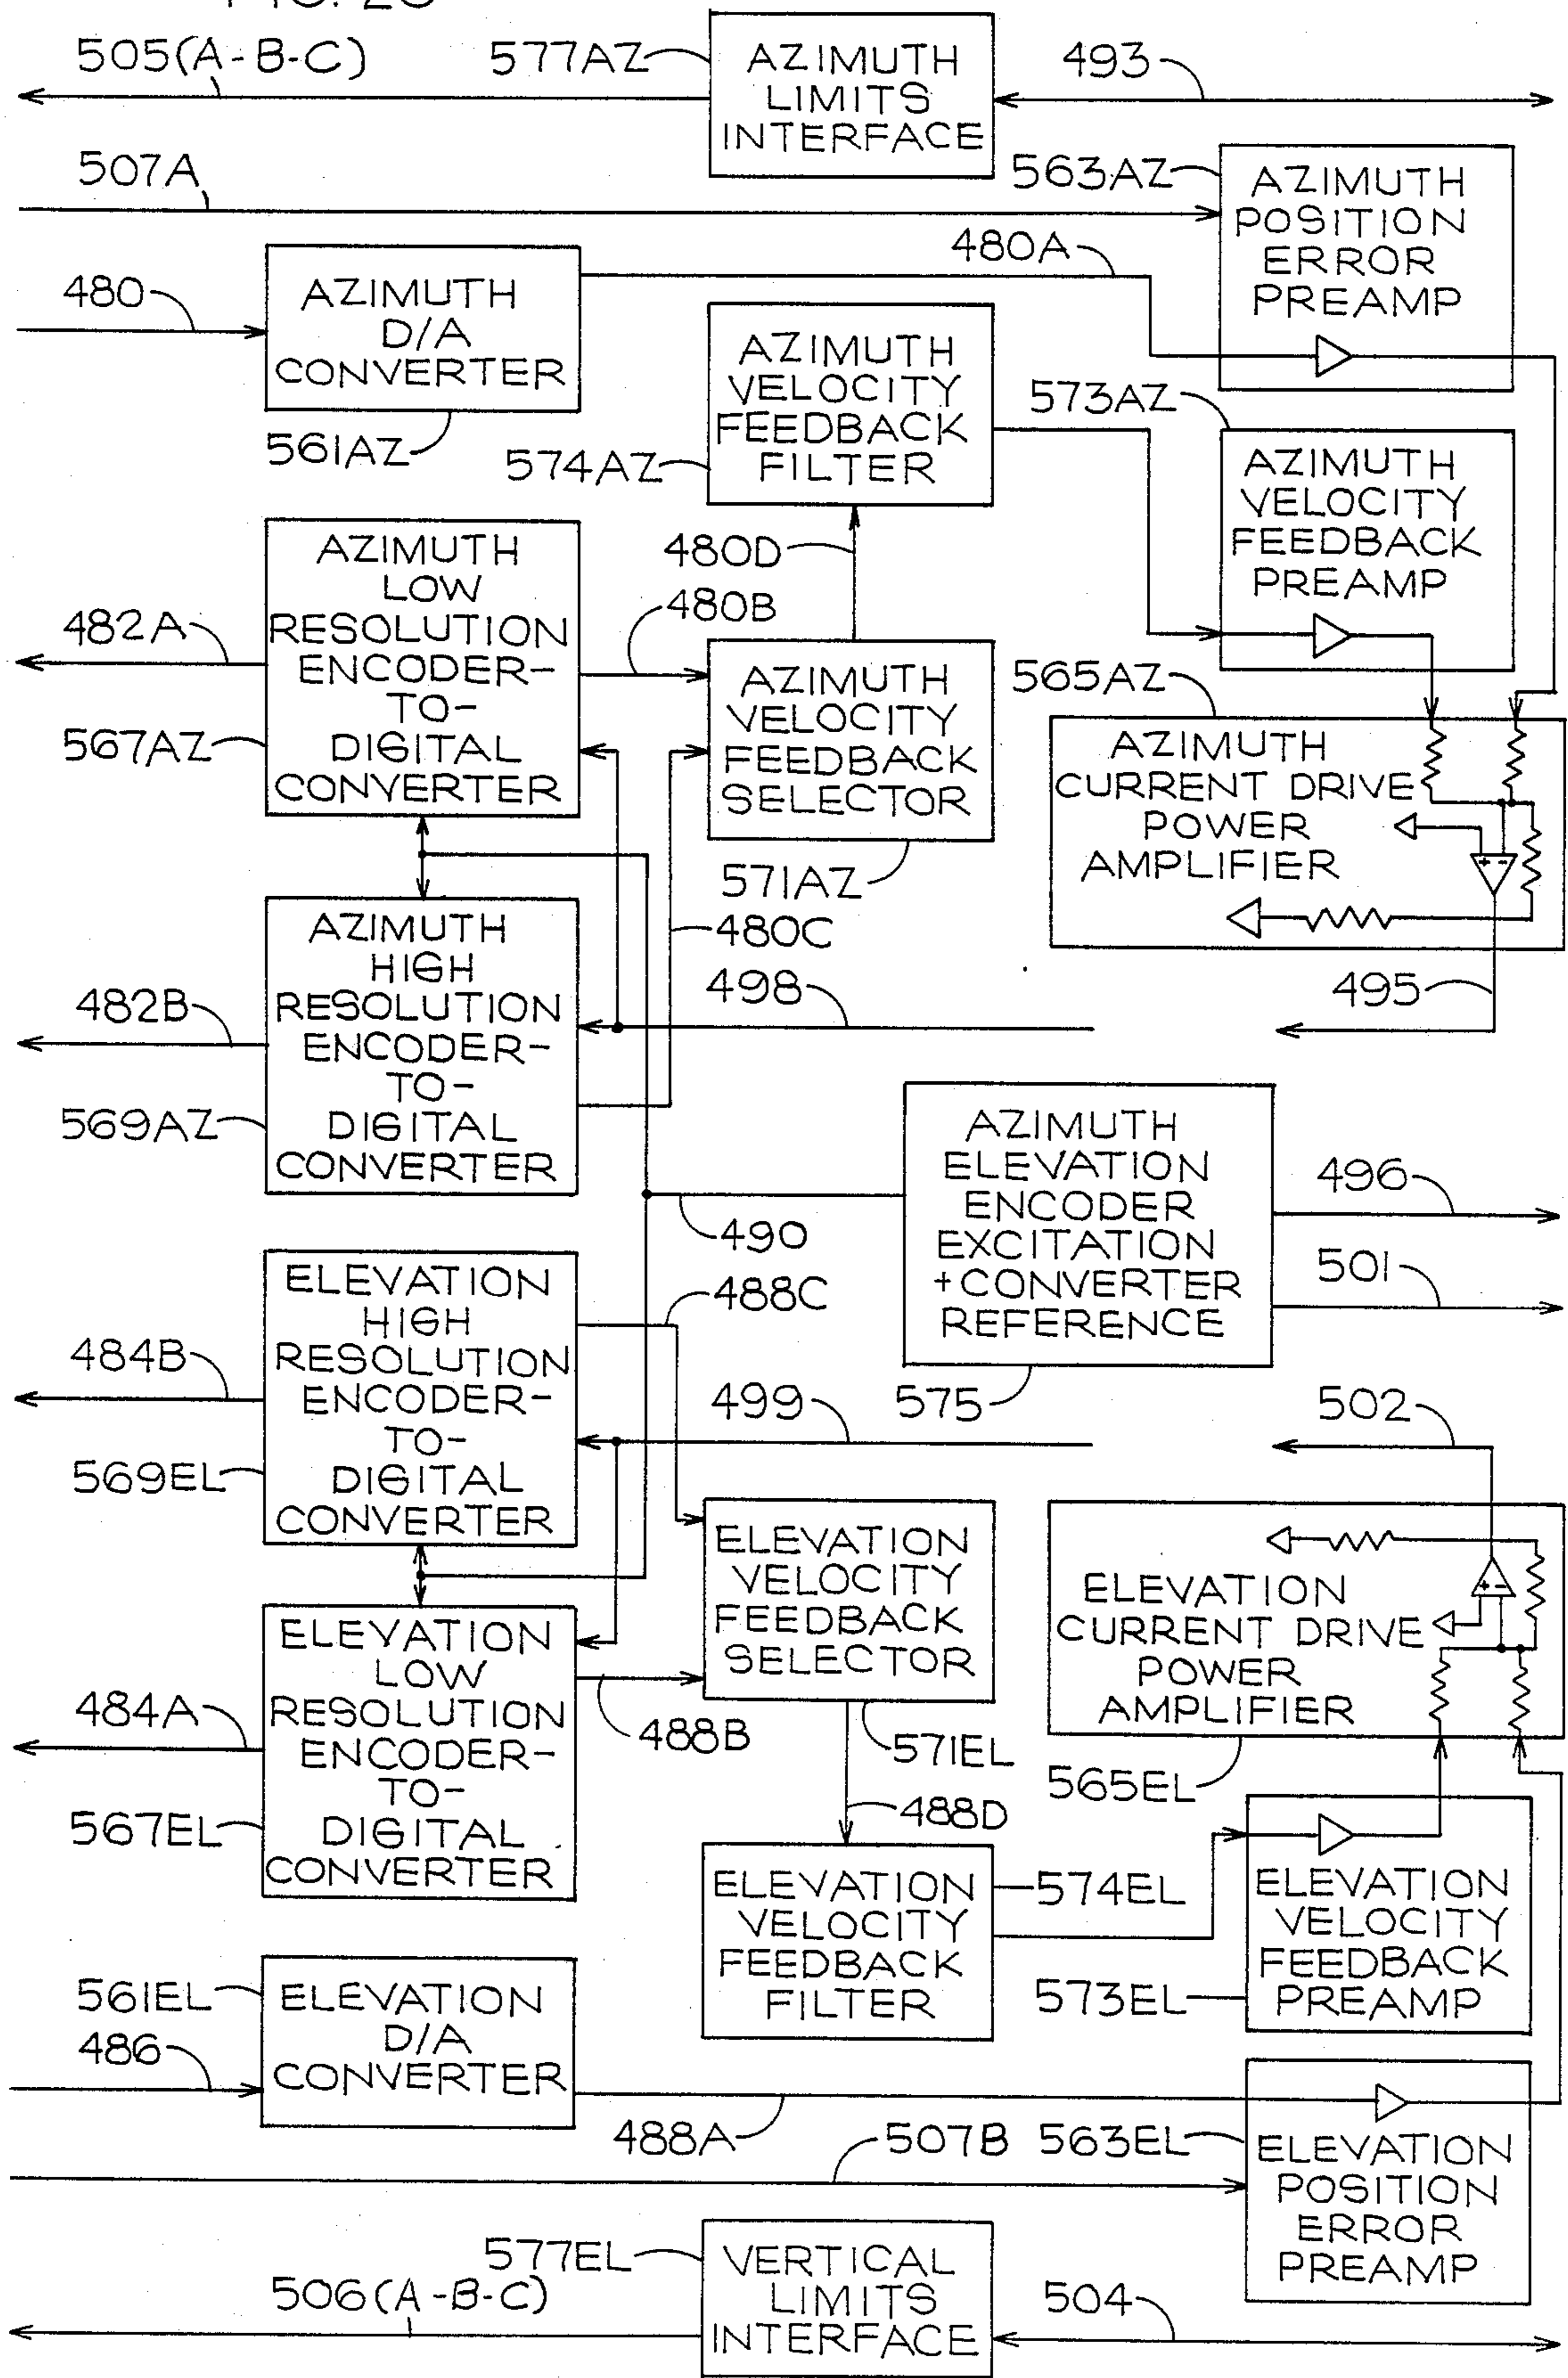 505(A-B-C)
577AZ
AZIMUTH
LIMITS
INTERFACE
493
507A
563AZ
AZIMUTH
POSITION
ERROR
PREAMP
480
AZIMUTH
D/A
CONVERTER
480A
561AZ
574AZ
AZIMUTH
VELOCITY
FEEDBACK
FILTER
573AZ
AZIMUTH
VELOCITY
FEEDBACK
PREAMP
480D
480B
482A
567AZ
AZIMUTH
LOW
RESOLUTION
ENCODER-
TO-
DIGITAL
CONVERTER
AZIMUTH
VELOCITY
FEEDBACK
SELECTOR
571AZ
565AZ
AZIMUTH
CURRENT DRIVE
POWER
AMPLIFIER
+ -
480C
498
495
482B
569AZ
AZIMUTH
HIGH
RESOLUTION
ENCODER-
TO-
DIGITAL
CONVERTER
490
AZIMUTH
ELEVATION
ENCODER
EXCITATION
+CONVERTER
REFERENCE
496
501
575
488C
484B
569EL
ELEVATION
HIGH
RESOLUTION
ENCODER-
TO-
DIGITAL
CONVERTER
499
502
ELEVATION
VELOCITY
FEEDBACK
SELECTOR
+ -
ELEVATION
CURRENT DRIVE
POWER
AMPLIFIER
484A
567EL
ELEVATION
LOW
RESOLUTION
ENCODER-
TO-
DIGITAL
CONVERTER
488B
571EL
565EL
488D
ELEVATION
VELOCITY
FEEDBACK
FILTER
574EL
573EL
ELEVATION
VELOCITY
FEEDBACK
PREAMP
561EL
486
ELEVATION
D/A
CONVERTER
488A
507B
563EL
ELEVATION
POSITION
ERROR
PREAMP
577EL
506(A-B-C)
VERTICAL
LIMITS
INTERFACE
504